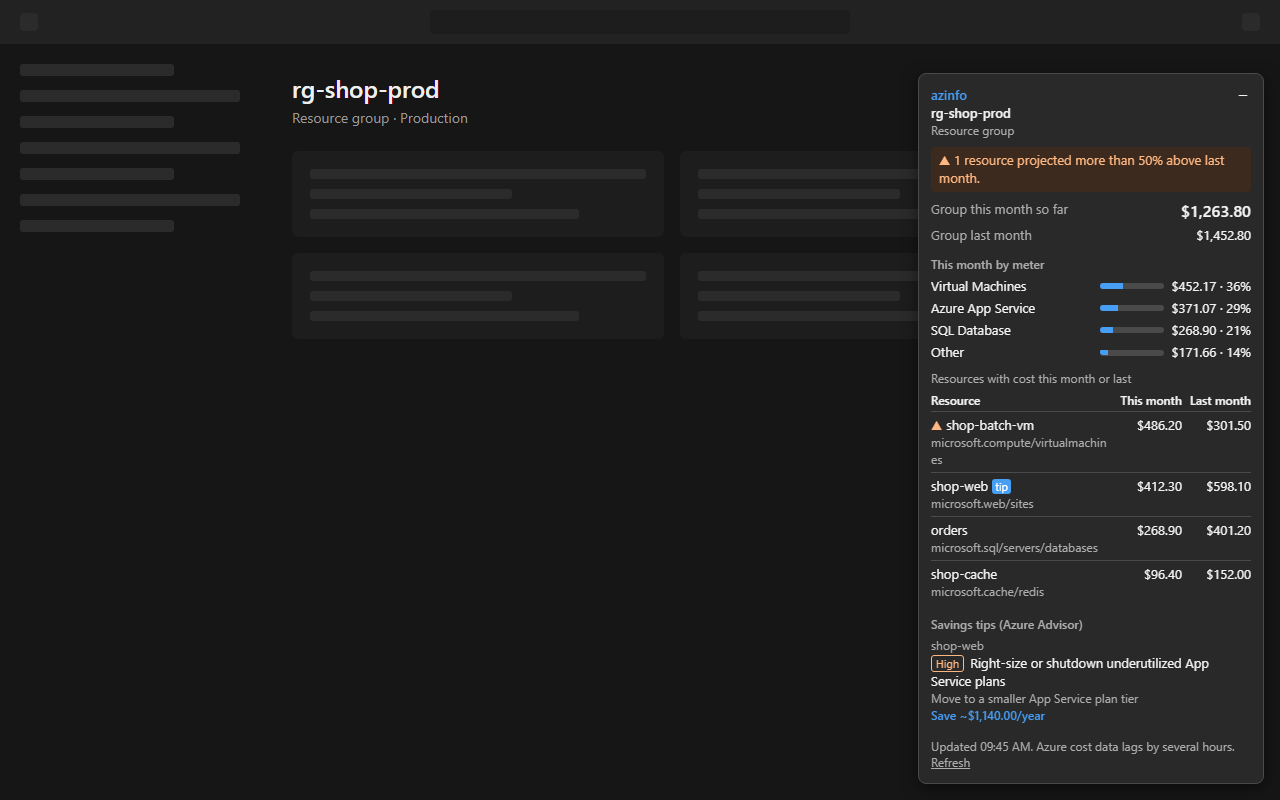 rg-shop-prod
Resource group · Production
azinfo
rg-shop-prod
Resource group
1 resource projected more than 50% above last
month.
Group this month so far $1,263.80
Group last month $1,452.80
This month by meter
Virtual Machines $452.17 · 36%
Azure App Service $371.07 · 29%
SQL Database $268.90 · 21%
Other $171.66 · 14%
Resources with cost this month or last
Resource This month Last month
shop-batch-vm $486.20 $301.50
microsoft.compute/virtualmachin
es
shop-web tip $412.30 $598.10
microsoft.web/sites
orders $268.90 $401.20
microsoft.sql/servers/databases
shop-cache $96.40 $152.00
microsoft.cache/redis
Savings tips (Azure Advisor)
shop-web
High Right-size or shutdown underutilized App
Service plans
Move to a smaller App Service plan tier
Save ~$1,140.00/year
Updated 09:45 AM. Azure cost data lags by several hours.
Refresh